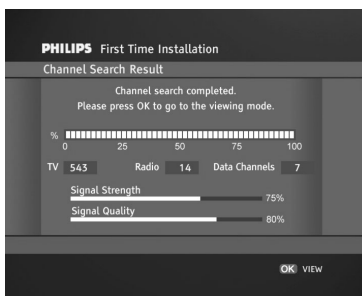 PHILIPS First Time Installation
Channel Search Result
Channel search completed.
Please press OK to go to the viewing mode.
%
0 25 50 75 100
TV 543 Radio 14 Data Channels 7
Signal Strength
75%
Signal Quality
80%
OK VIEW